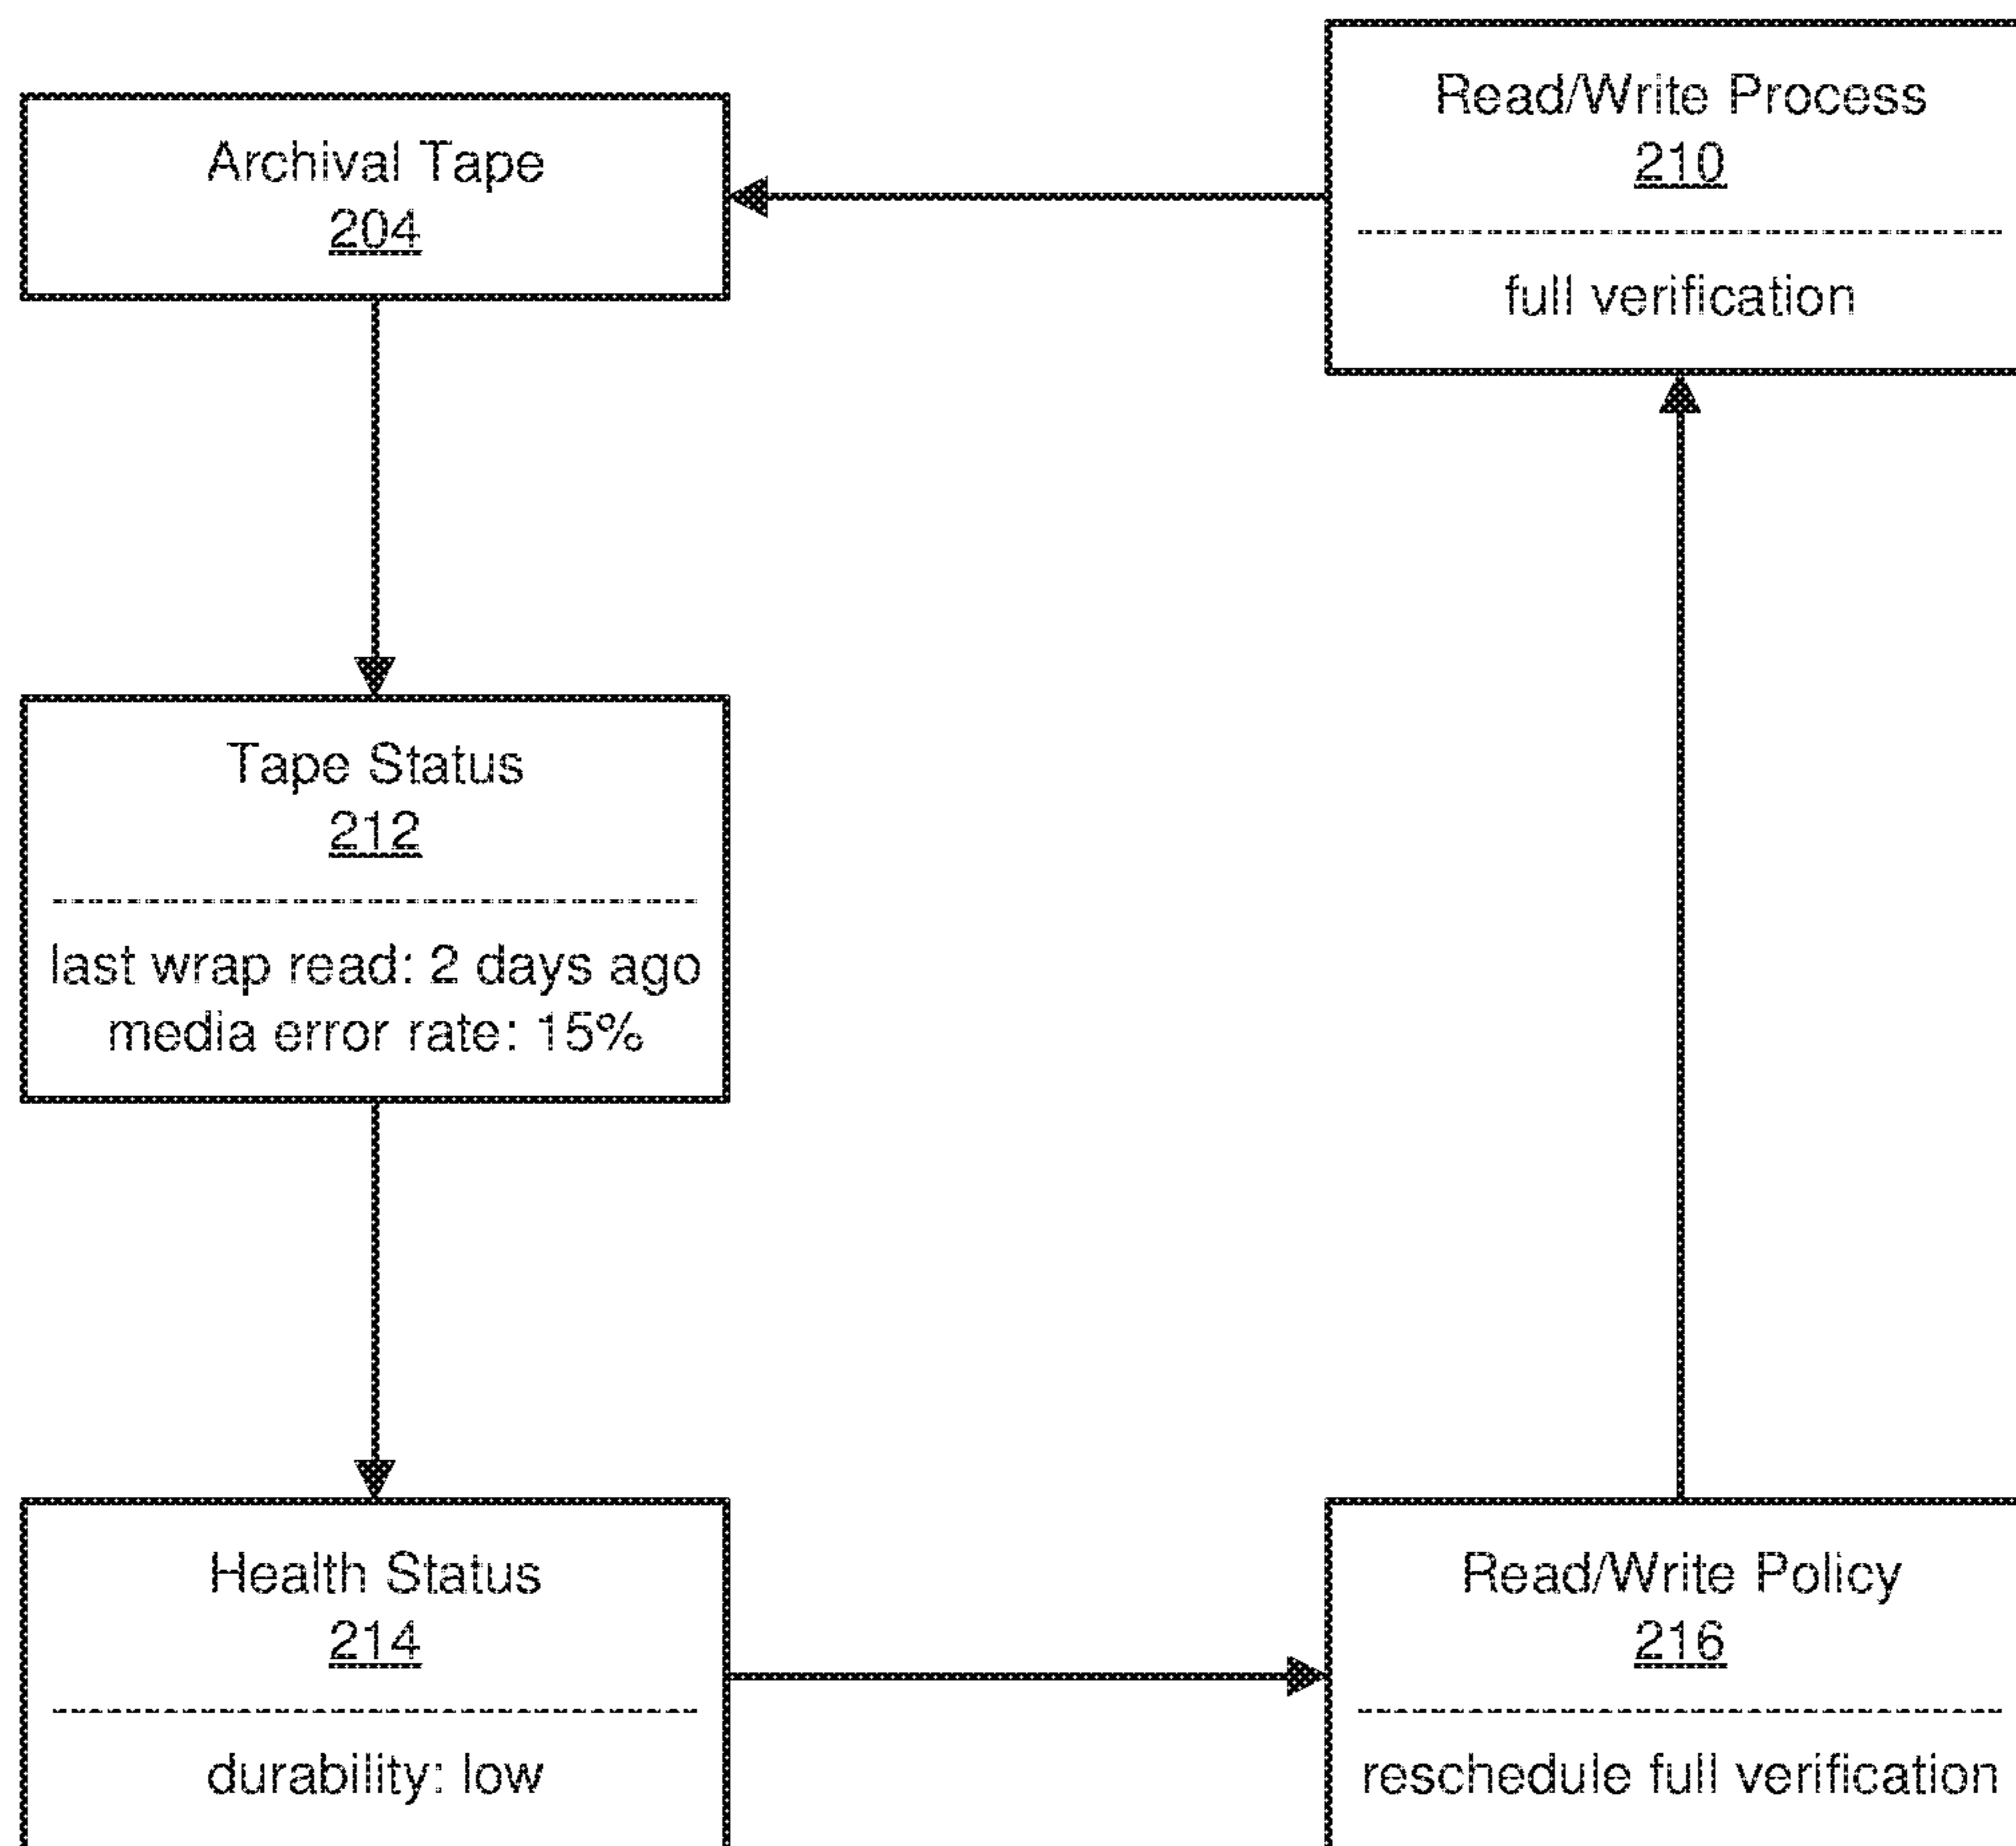 Archival Tape
204
Read/Write Process
210
full verification
Tape Status
212
last wrap read: 2 days ago
media error rate: 15%
Health Status
214
durability: low
Read/Write Policy
216
reschedule full verification